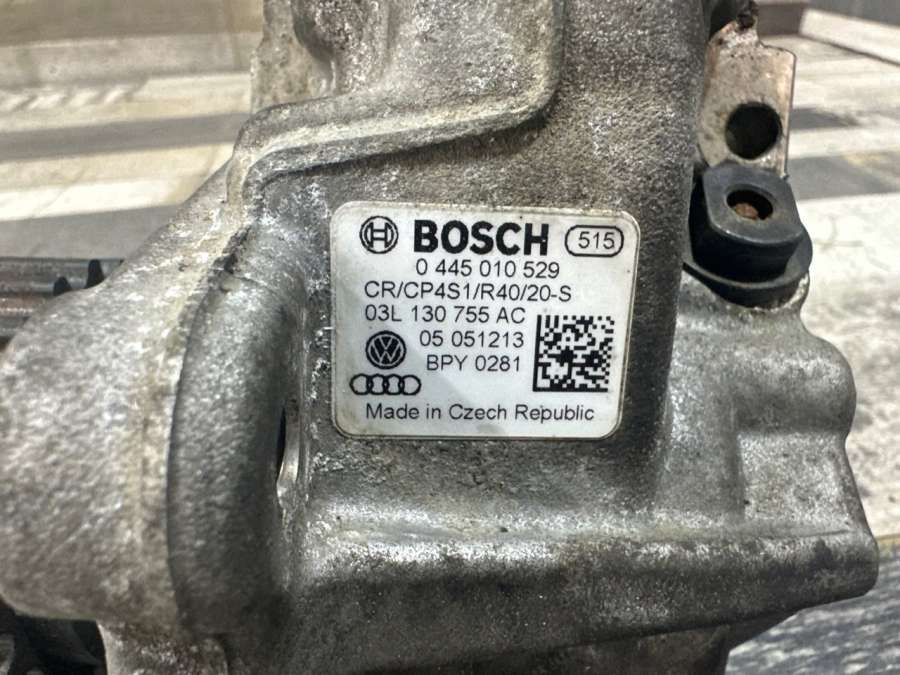 BOSCH 515
0 445 010 529
CR/CP4S1/R40/20-S
03L 130 755 AC
05 051213
BPY 0281
Made in Czech Republic